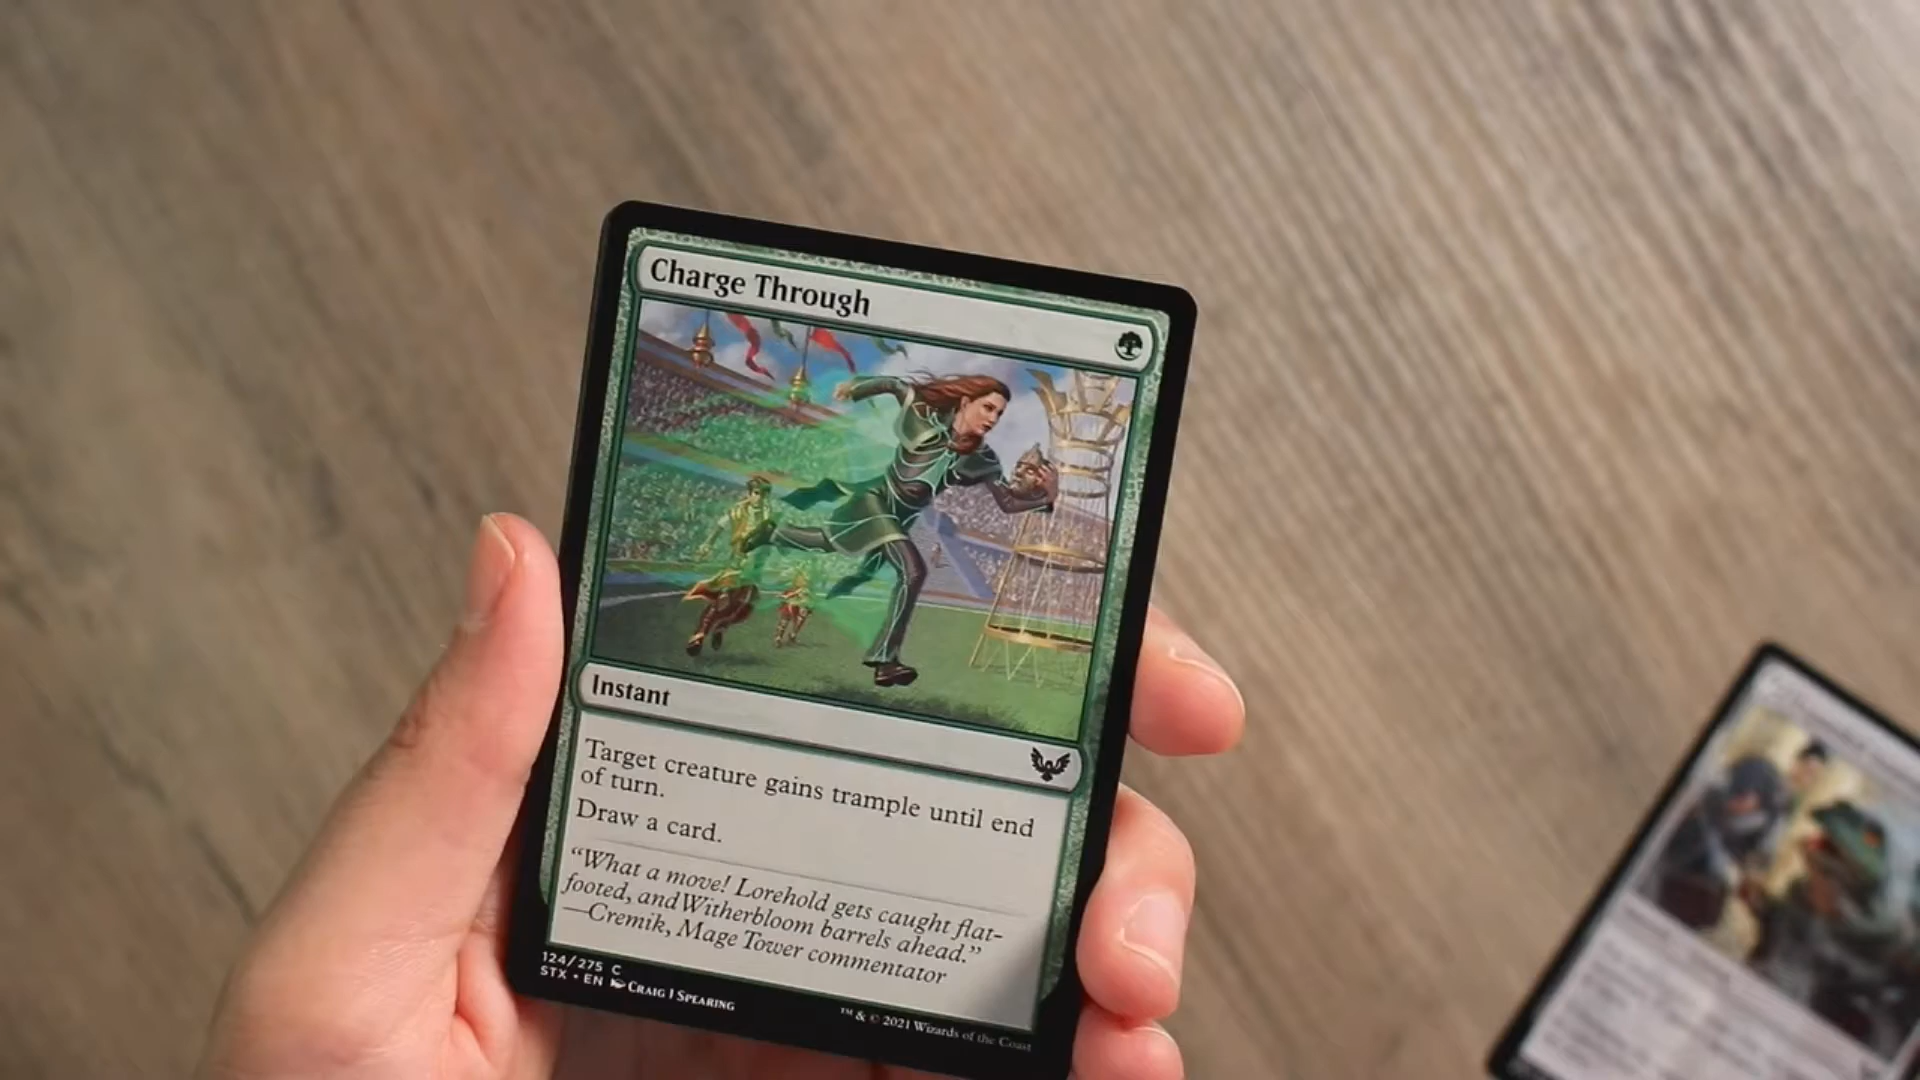 Charge Through
Instant
Target creature gains trample until end
of turn.
Draw a card.
“What a move! Lorehold gets caught flat-
footed, and Witherbloom barrels ahead.”
—Cremik, Mage Tower commentator
124/275 C
STX • EN Craig J Spearing
™ & © 2021 Wizards of the Coast